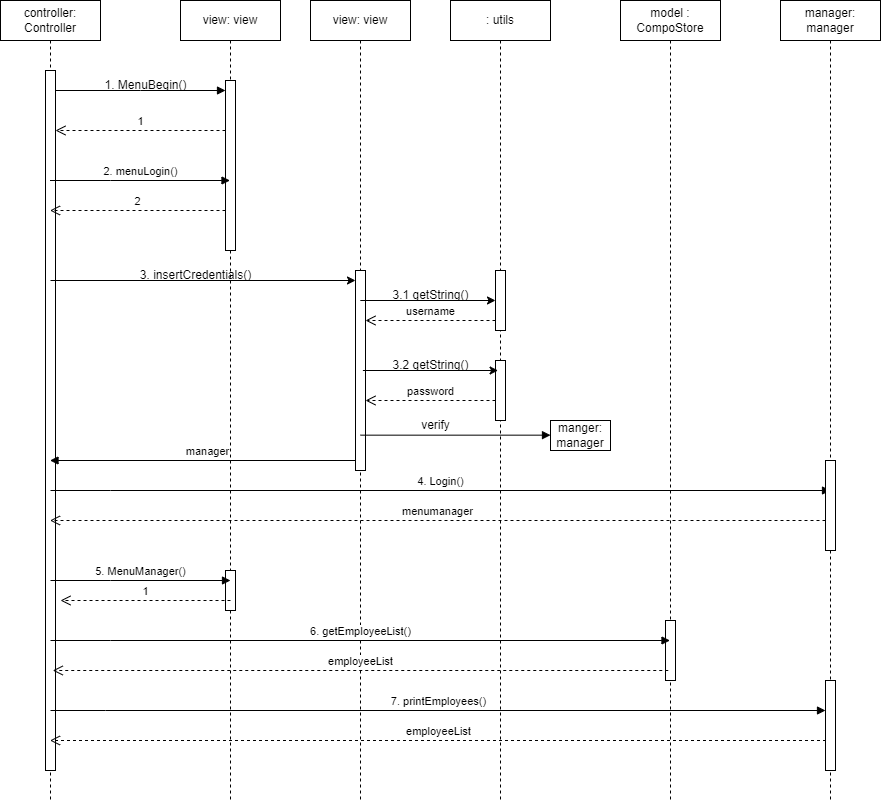 controller:
Controller
view: view
view: view
: utils
model :
CompoStore
manager:
manager
1. MenuBegin()
1
2. menuLogin()
2
3. insertCredentials()
3.1 getString()
username
3.2 getString()
password
verify
manger:
manager
manager
4. Login()
menumanager
5. MenuManager()
1
6. getEmployeeList()
employeeList
7. printEmployees()
employeeList